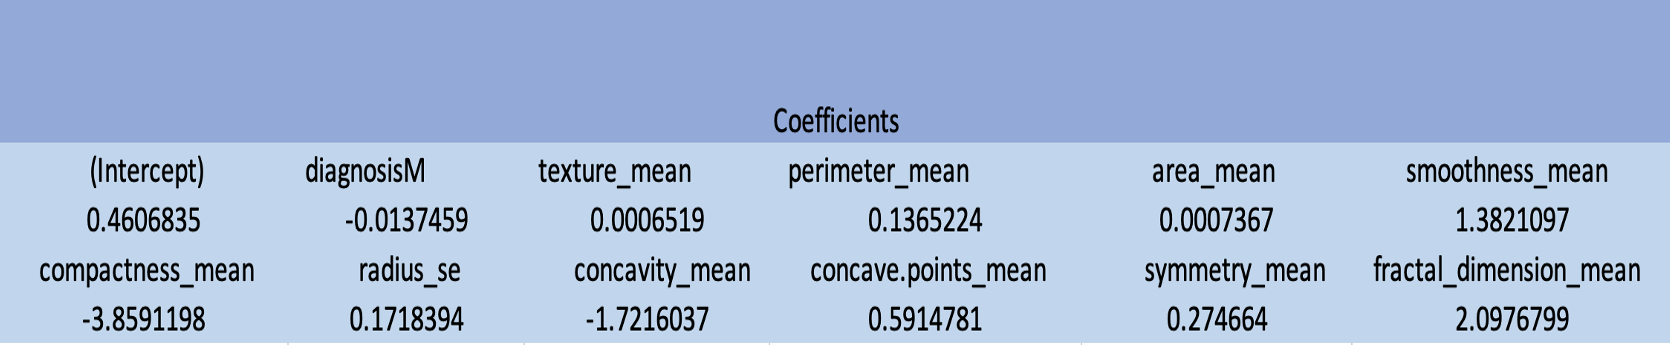 Coefficients
(Intercept) diagnosisM texture_mean perimeter_mean area_mean smoothness_mean
0.4606835 -0.0137459 0.0006519 0.1365224 0.0007367 1.3821097
compactness_mean radius_se concavity_mean concave.points_mean symmetry_mean fractal_dimension_mean
-3.8591198 0.1718394 -1.7216037 0.5914781 0.274664 2.0976799